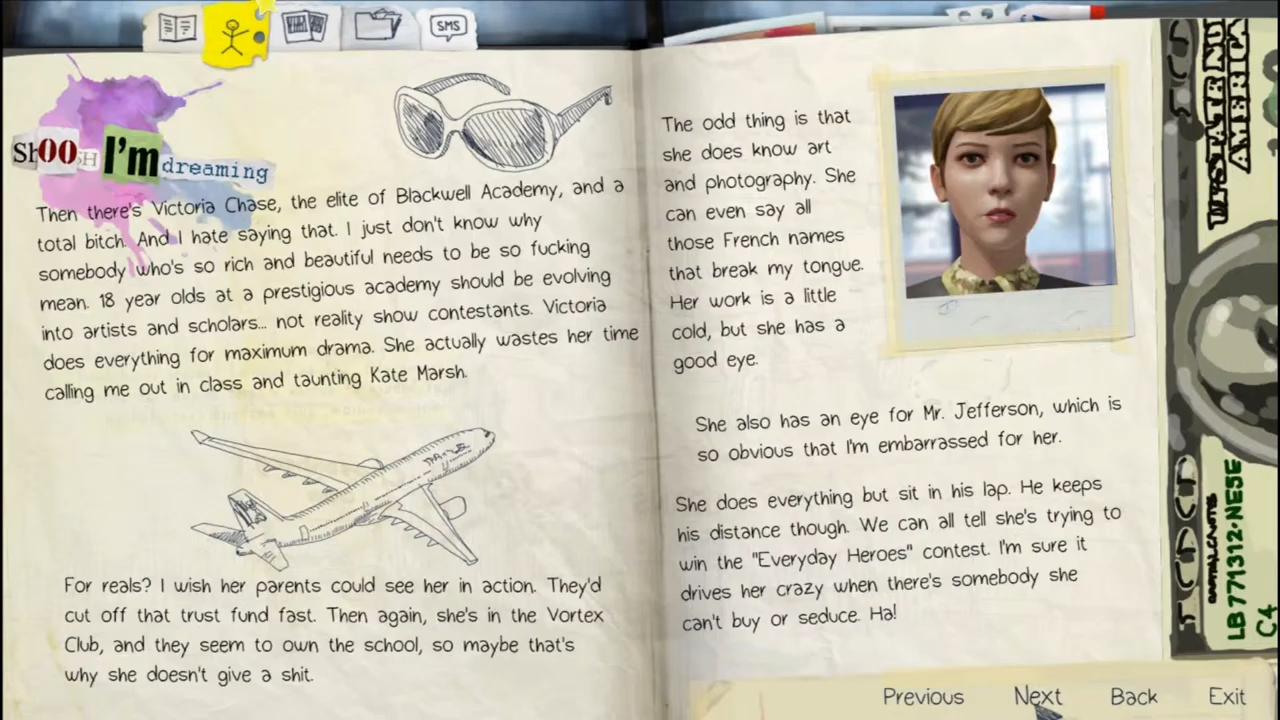 SMS
ShOOSH I'm dreaming
Then there's Victoria Chase, the elite of Blackwell Academy, and a
total bitch. And I hate saying that. I just don't know why
somebody who's so rich and beautiful needs to be so fucking
mean. 18 year olds at a prestigious academy should be evolving
into artists and scholars... not reality show contestants. Victoria
does everything for maximum drama. She actually wastes her time
calling me out in class and taunting Kate Marsh.
For reals? I wish her parents could see her in action. They'd
cut off that trust fund fast. Then again, she's in the Vortex
Club, and they seem to own the school, so maybe that's
why she doesn't give a shit.
The odd thing is that
she does know art
and photography. She
can even say all
those French names
that break my tongue.
Her work is a little
cold, but she has a
good eye.
She also has an eye for Mr. Jefferson, which is
so obvious that I'm embarrassed for her.
She does everything but sit in his lap. He keeps
his distance though. We can all tell she's trying to
win the "Everyday Heroes" contest. I'm sure it
drives her crazy when there's somebody she
can't buy or seduce. Ha!
AMERICA
LB771312-NE5E
C4
Previous
Next
Back
Exit